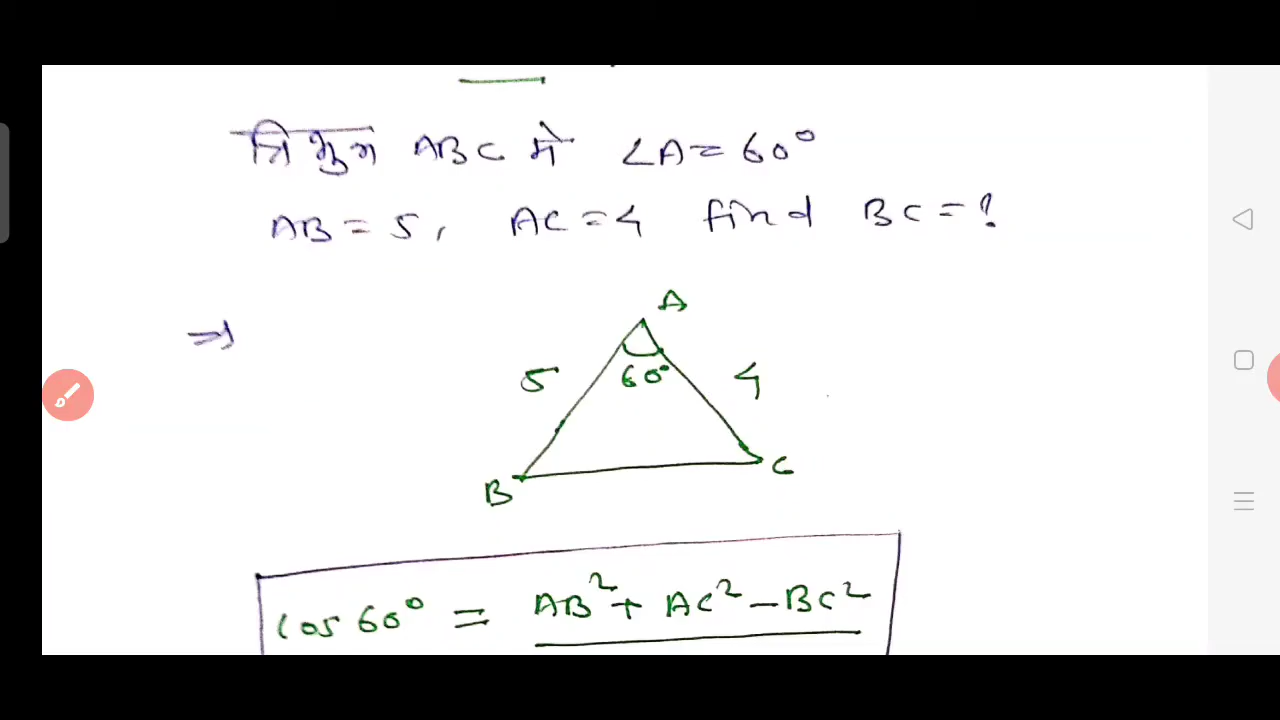 त्रिभुज ABC मे ∠A = 60°
AB = 5, AC = 4 find BC = ?
⇒
A
5 60° 4
B C
cos 60° = AB² + AC² - BC²